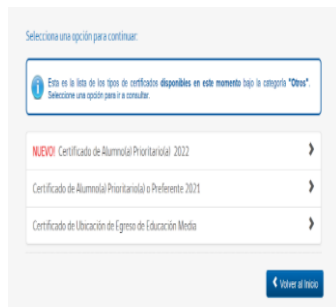 Selecciona una opción para continuar:
Esta es la lista de los tipos de certificados disponibles en este momento bajo la categoría "Otros".
Seleccione una opción para ir a consultar.
NUEVO! Certificado de Alumno(a) Prioritario(a) 2022
Certificado de Alumno(a) Prioritario(a) o Preferente 2021
Certificado de Ubicación de Egreso de Educación Media
Volver al Inicio